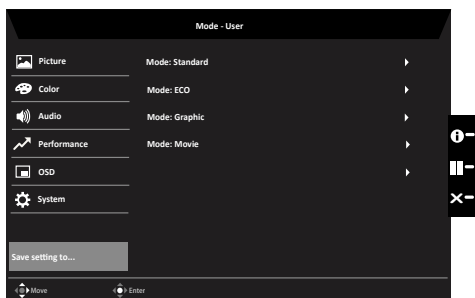 Mode - User
Picture
Mode: Standard
Color
Mode: ECO
Audio
Mode: Graphic
Performance
Mode: Movie
OSD
System
Save setting to...
Move
Enter